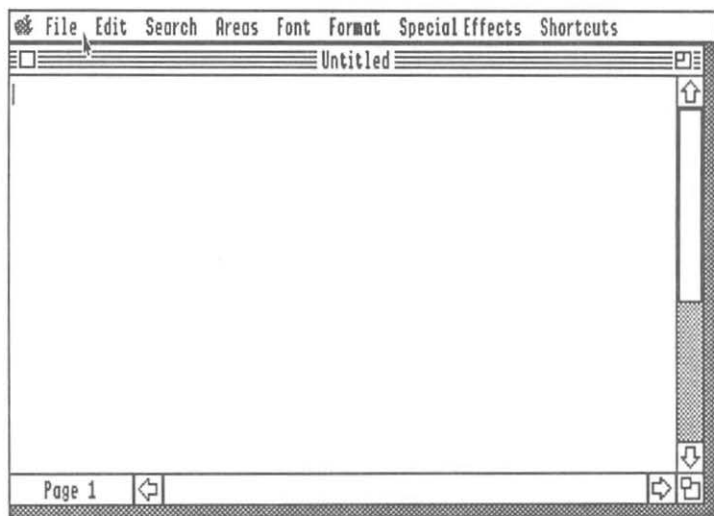 File Edit Search Areas Font Format Special Effects Shortcuts
Untitled
Page 1